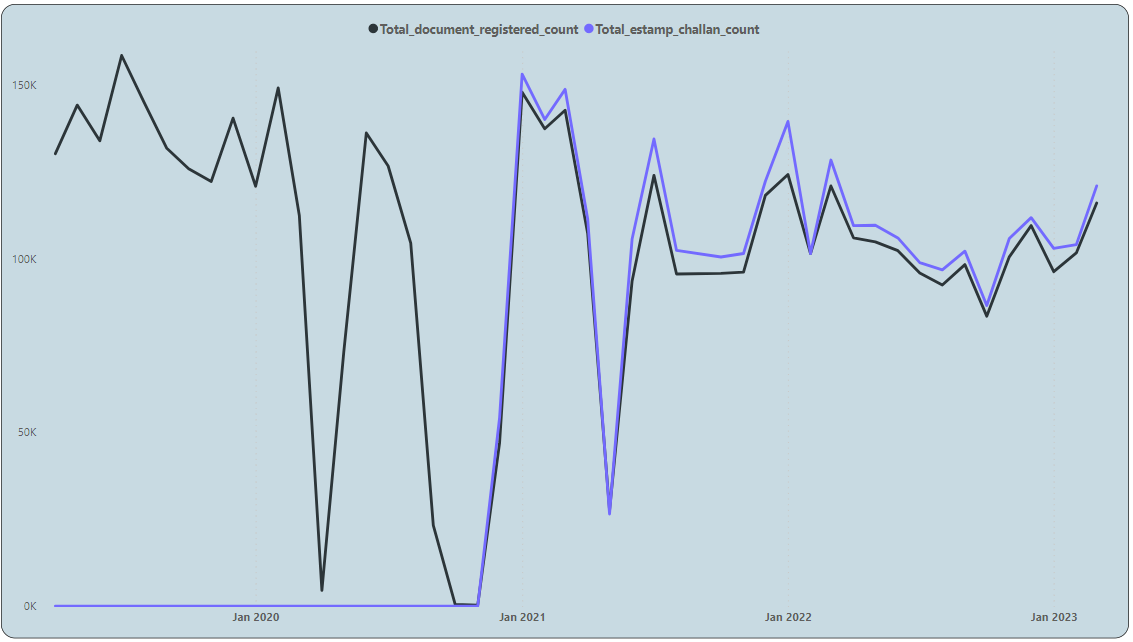 Total_document_registered_count Total_estamp_challan_count
150K
100K
50K
0K
Jan 2020 Jan 2021 Jan 2022 Jan 2023